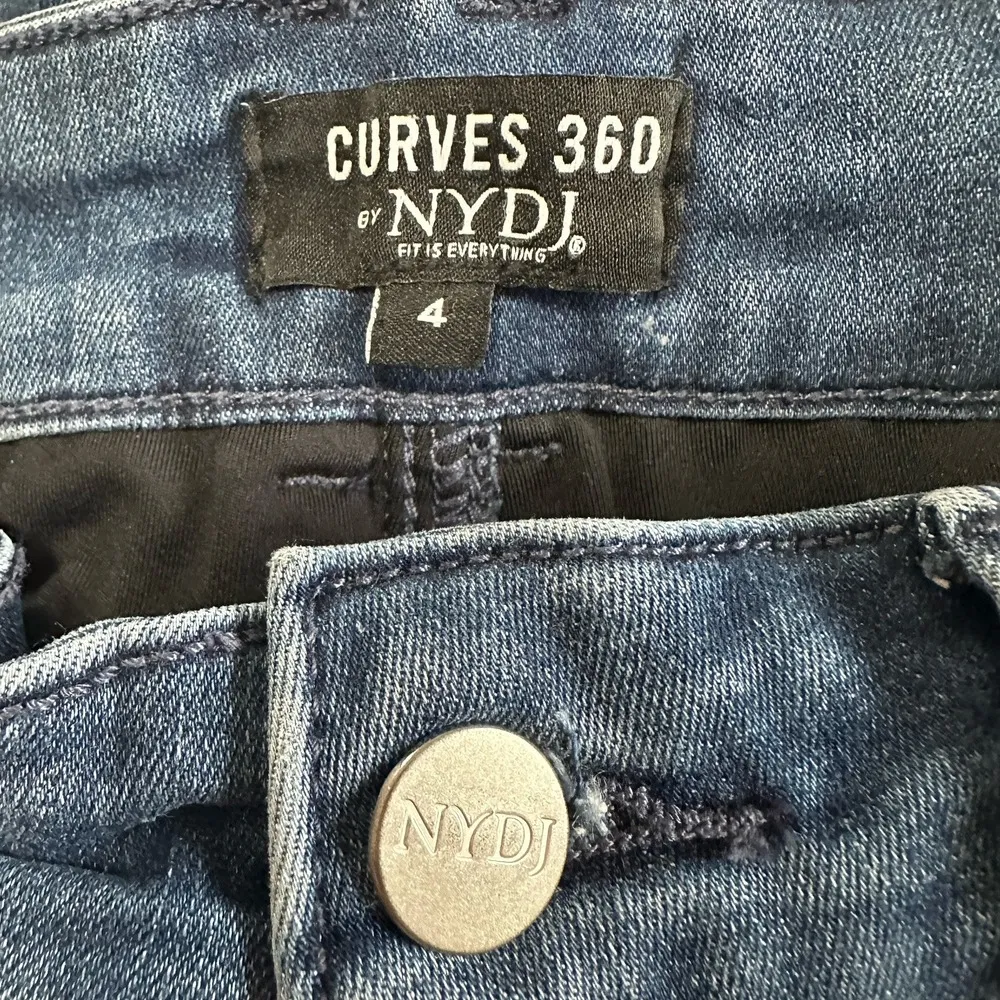 CURVES 360
BY NYDJ®
FIT IS EVERYTHING
4
NYDJ